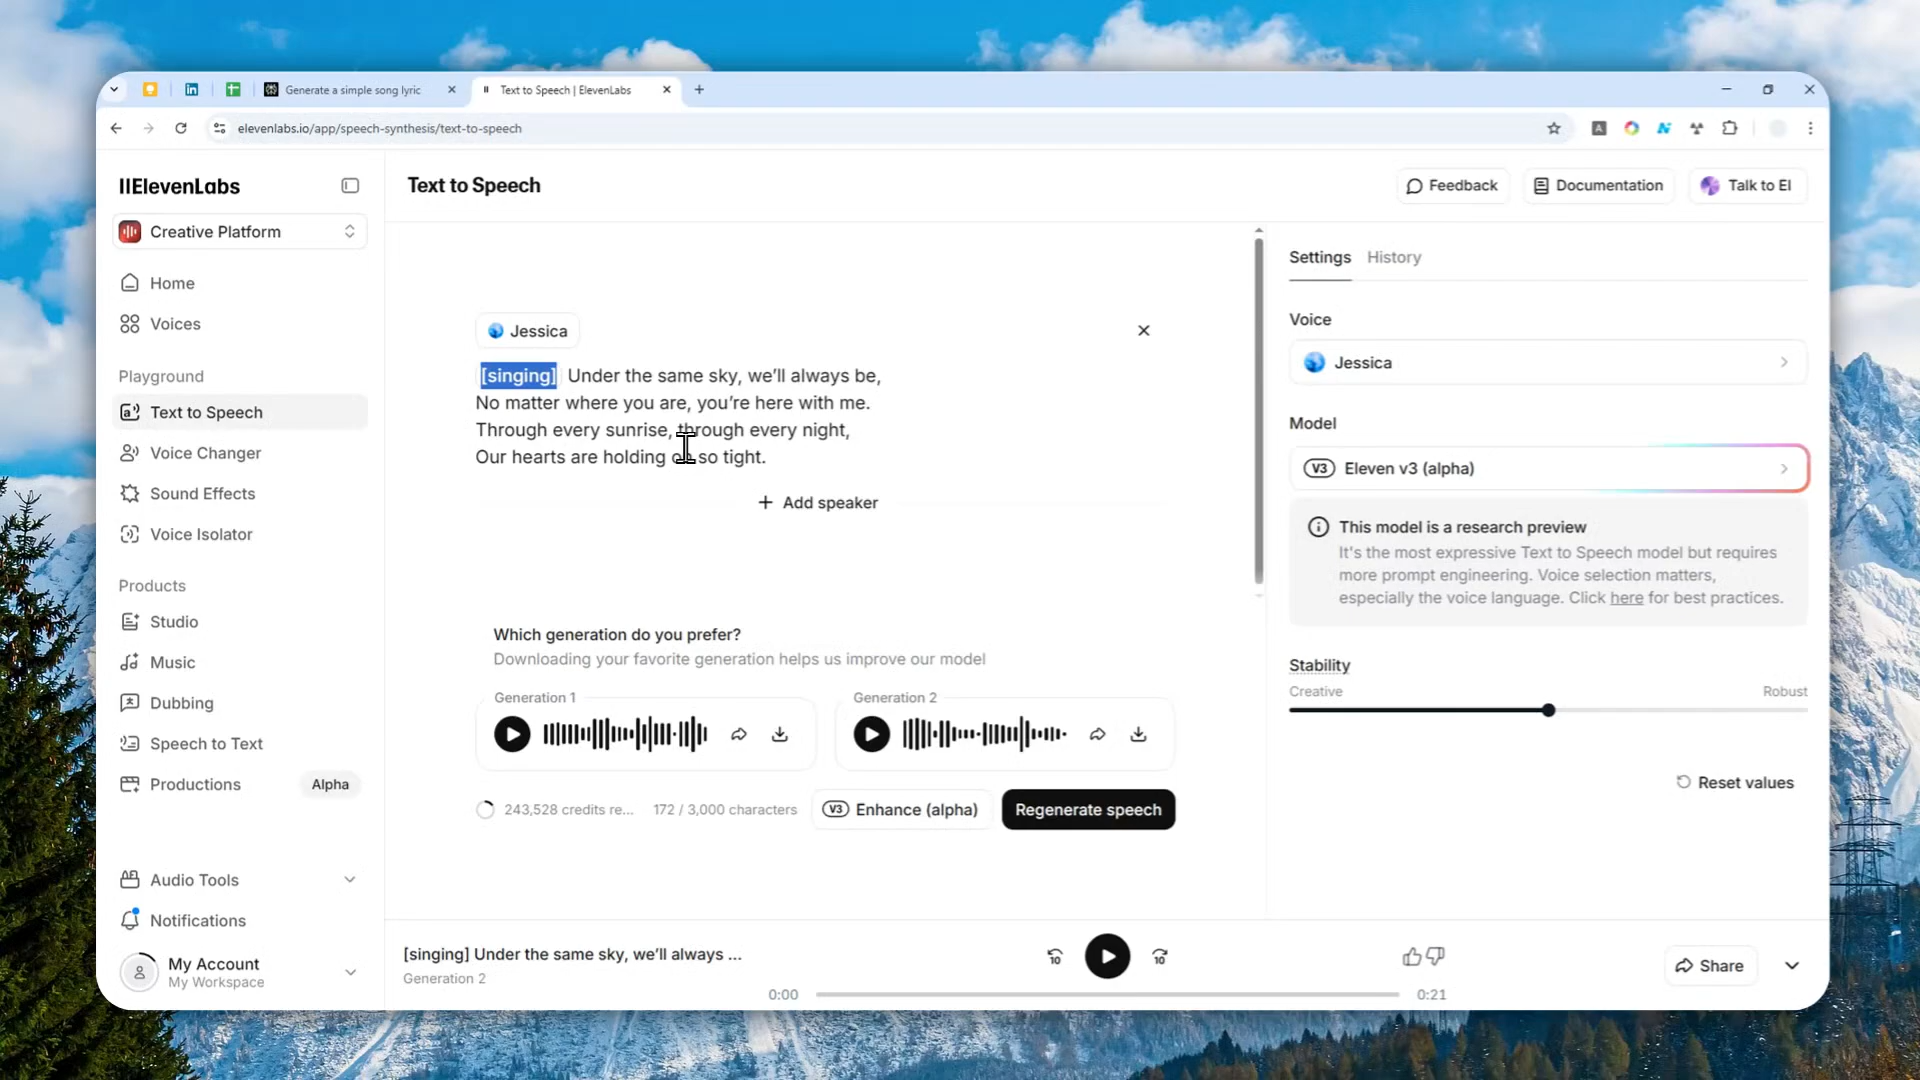 Generate a simple song lyric
Text to Speech | ElevenLabs
elevenlabs.io/app/speech-synthesis/text-to-speech
IIElevenLabs
Creative Platform
Home
Voices
Playground
Text to Speech
Voice Changer
Sound Effects
Voice Isolator
Products
Studio
Music
Dubbing
Speech to Text
Productions Alpha
Audio Tools
Notifications
My Account
My Workspace
Text to Speech
Feedback
Documentation
Talk to El
Jessica
[singing] Under the same sky, we’ll always be,
No matter where you are, you’re here with me.
Through every sunrise, through every night,
Our hearts are holding on so tight.
+ Add speaker
Which generation do you prefer?
Downloading your favorite generation helps us improve our model
Generation 1
Generation 2
243,528 credits re... 172 / 3,000 characters V3 Enhance (alpha) Regenerate speech
Settings History
Voice
Jessica
Model
V3 Eleven v3 (alpha)
This model is a research preview
It's the most expressive Text to Speech model but requires
more prompt engineering. Voice selection matters,
especially the voice language. Click here for best practices.
Stability
Creative Robust
Reset values
[singing] Under the same sky, we’ll always ...
Generation 2
10 10
0:00 0:21
Share